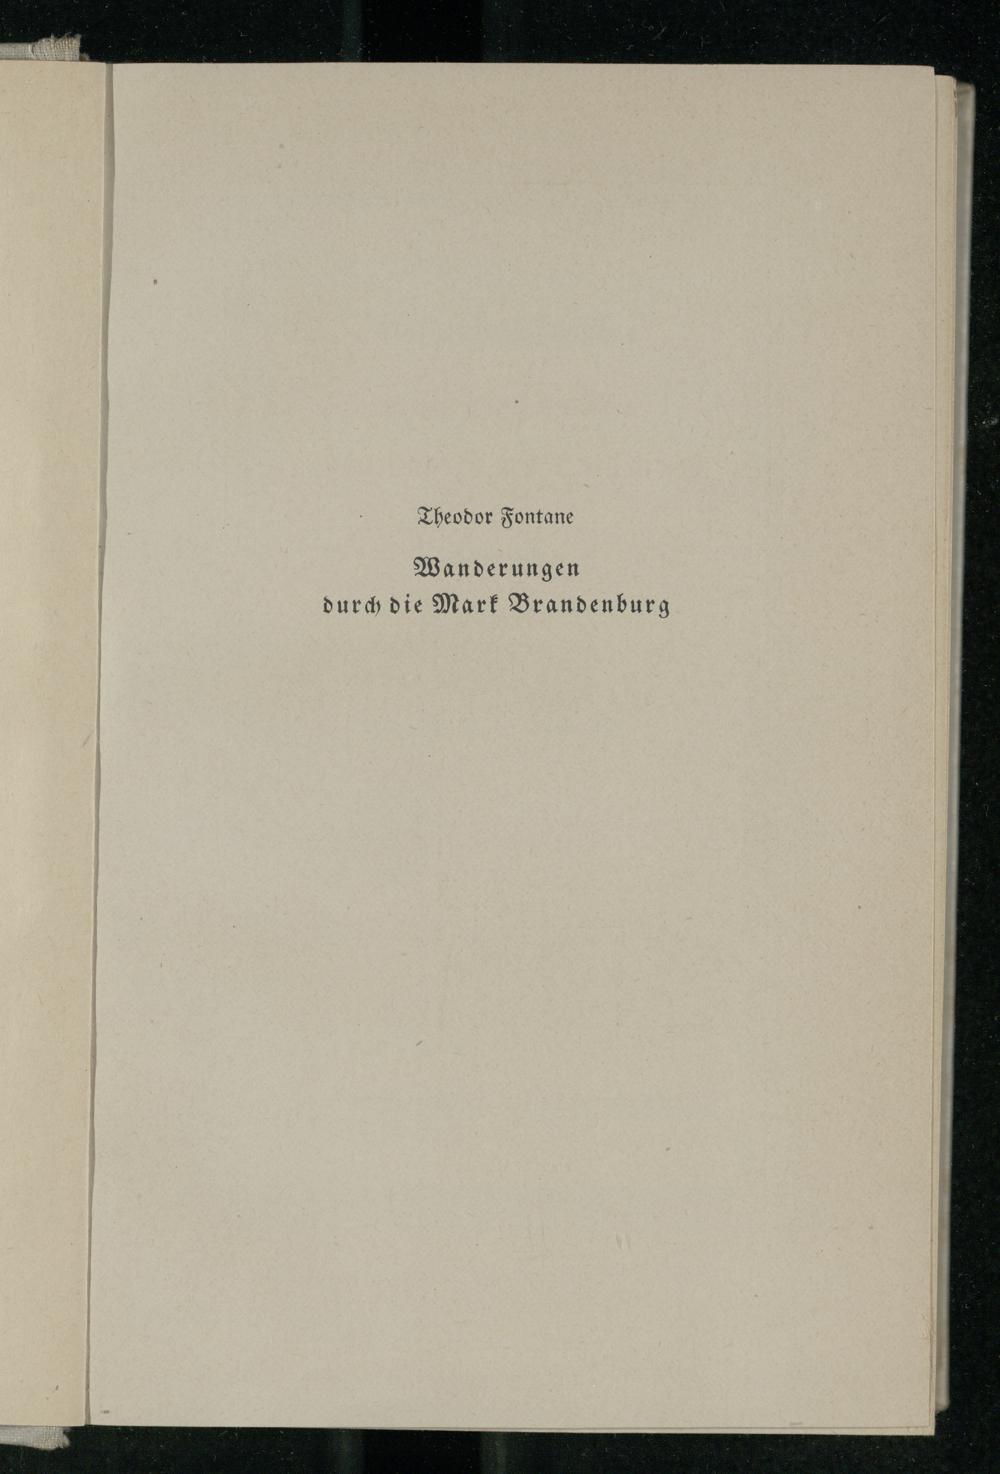 Theodor Fontane
Wanderungen
durch die Mark Brandenburg